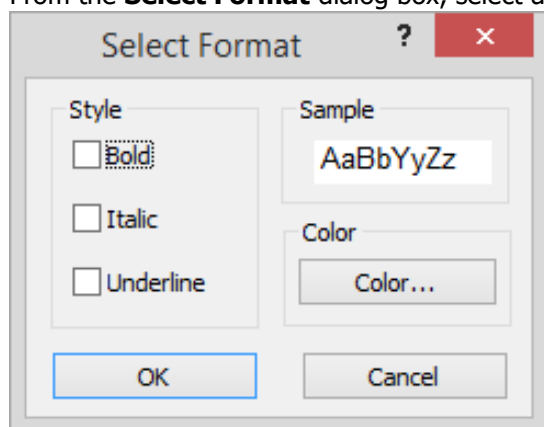 From the Select Format dialog box, select a
Select Format ? ×
Style
Bold
Italic
Underline
Sample
AaBbYyZz
Color
Color...
OK
Cancel